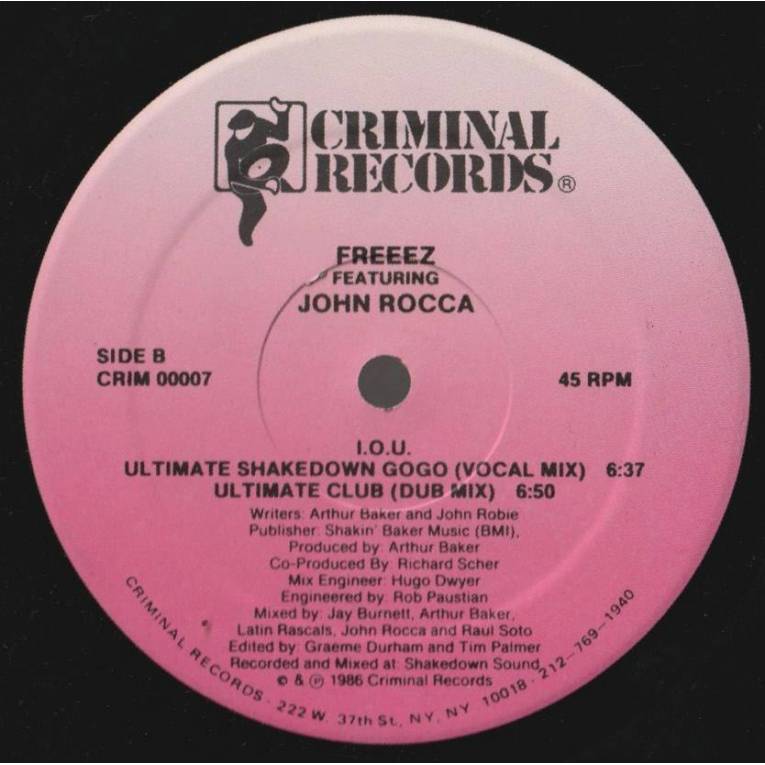 CRIMINAL
RECORDS®
FREEEZ
FEATURING
JOHN ROCCA
SIDE B
CRIM 00007
45 RPM
I.O.U.
ULTIMATE SHAKEDOWN GOGO (VOCAL MIX) 6:37
ULTIMATE CLUB (DUB MIX) 6:50
Writers: Arthur Baker and John Robie
Publisher: Shakin' Baker Music (BMI),
Produced by: Arthur Baker
Co-Produced By: Richard Scher
Mix Engineer: Hugo Dwyer
Engineered by: Rob Paustian
Mixed by: Jay Burnett, Arthur Baker,
Latin Rascals, John Rocca and Raul Soto
Edited by: Graeme Durham and Tim Palmer
Recorded and Mixed at: Shakedown Sound
© & ℗ 1986 Criminal Records
CRIMINAL RECORDS · 222 W. 37th St., NY, NY 10018 · 212-769-1940